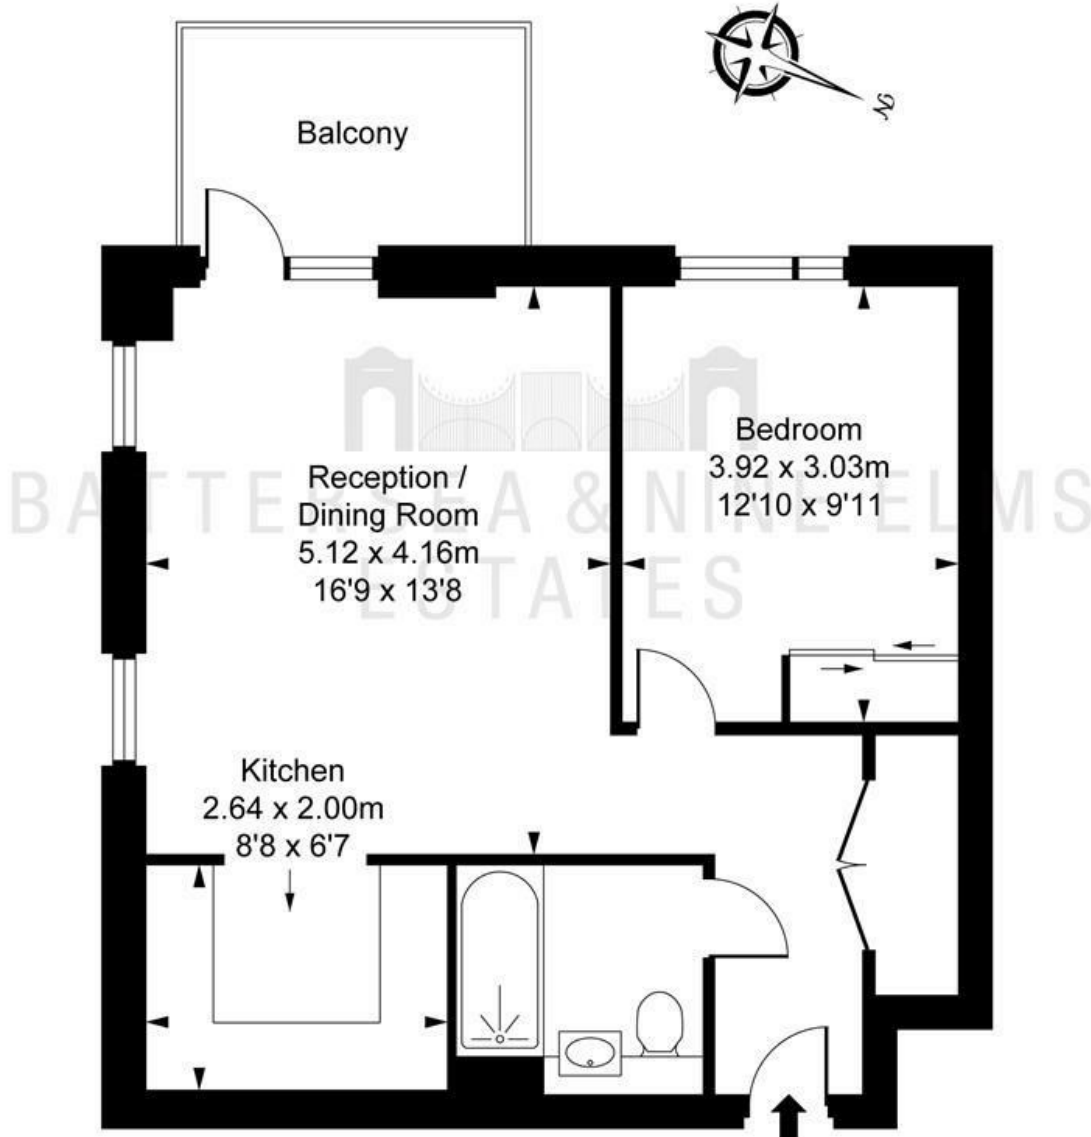 Balcony
N
Bedroom
3.92 x 3.03m
12'10 x 9'11
Reception /
Dining Room
5.12 x 4.16m
16'9 x 13'8
BATTERSEA & NINE ELMS
ESTATES
Kitchen
2.64 x 2.00m
8'8 x 6'7